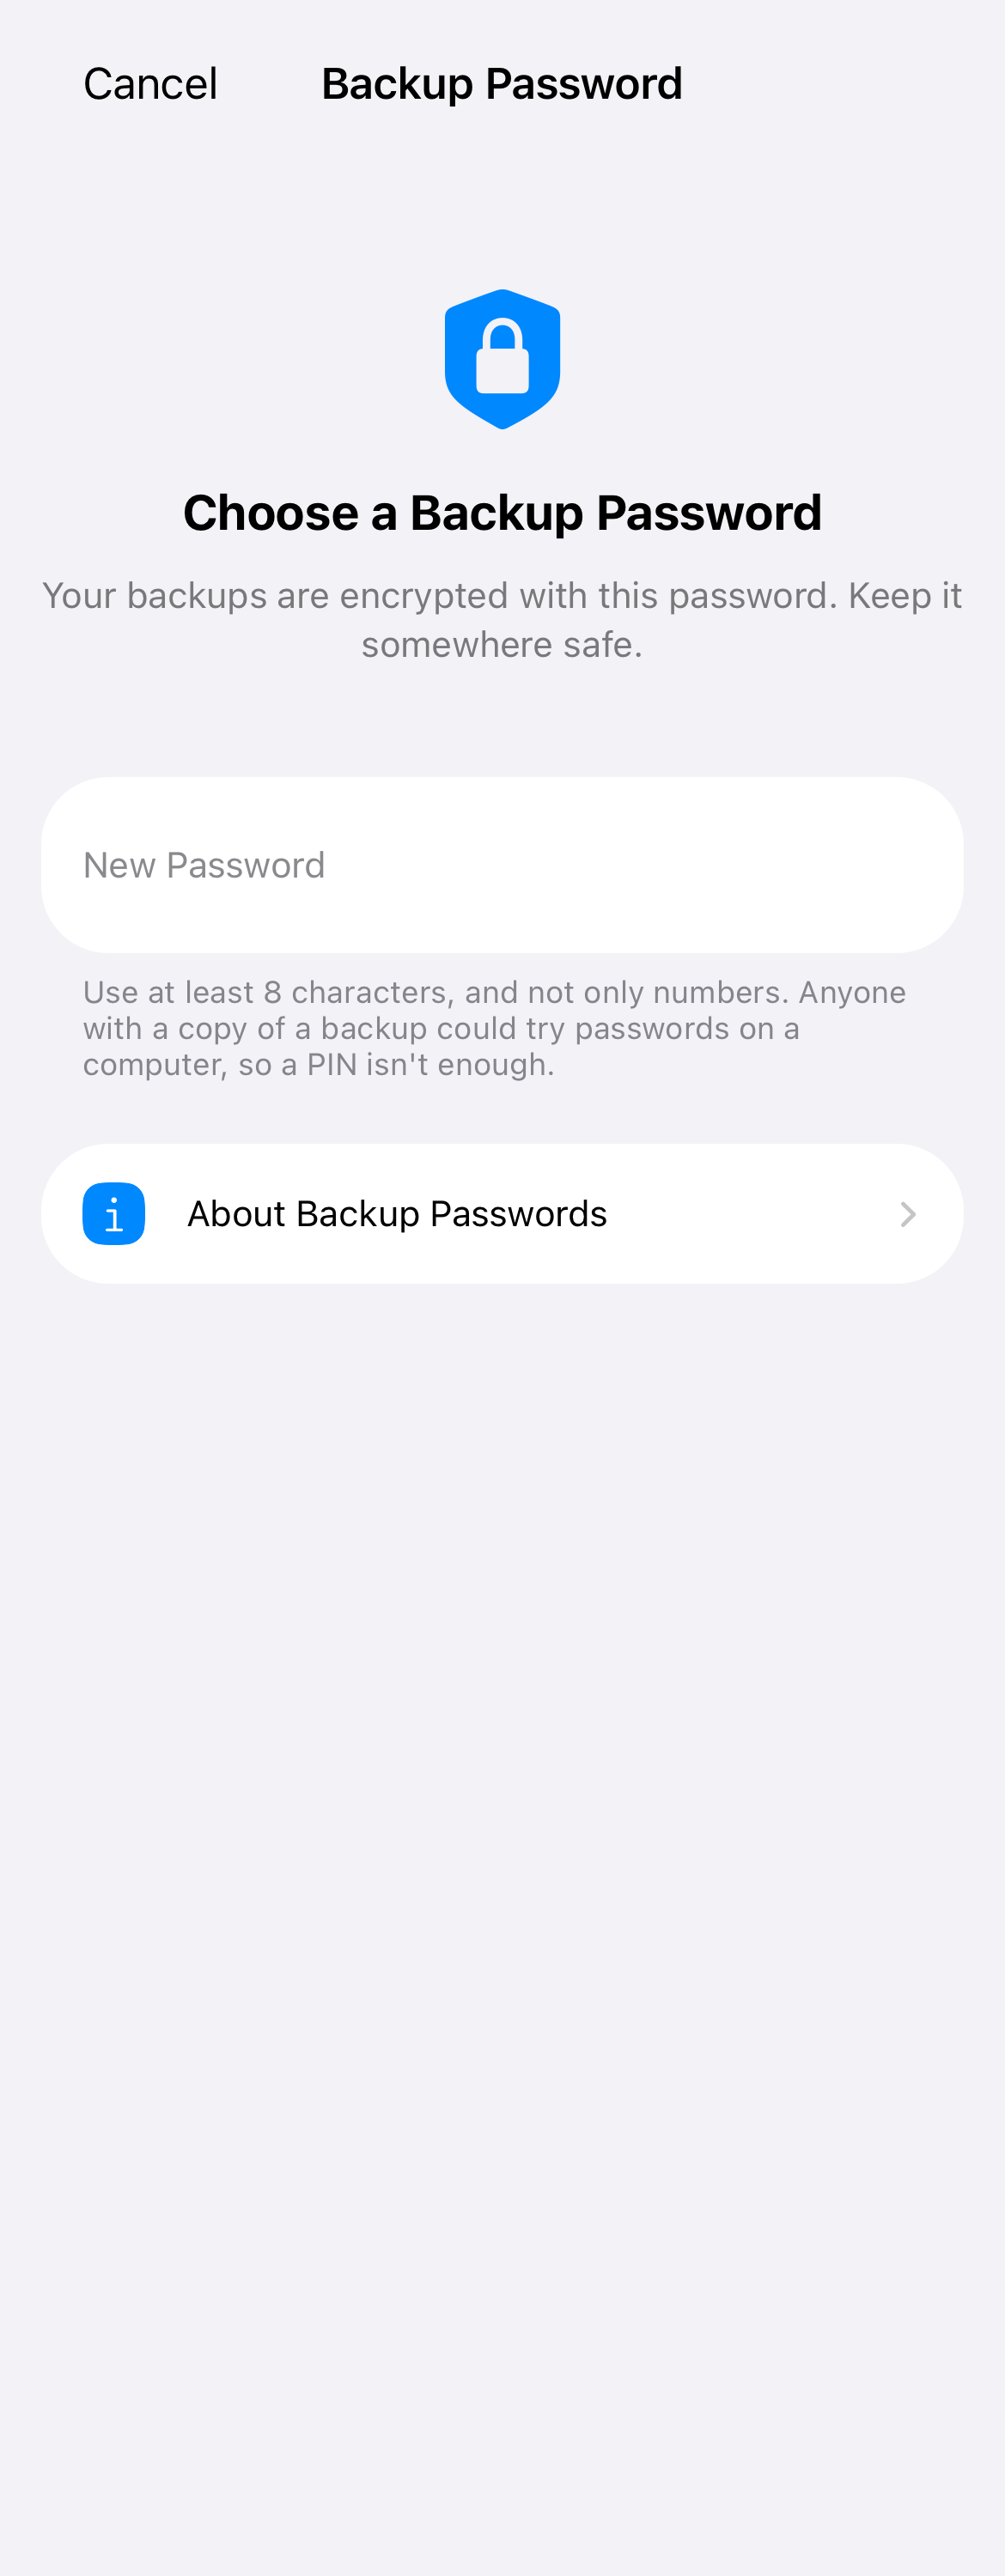 Cancel
Backup Password
Choose a Backup Password
Your backups are encrypted with this password. Keep it
somewhere safe.
New Password
Use at least 8 characters, and not only numbers. Anyone
with a copy of a backup could try passwords on a
computer, so a PIN isn't enough.
About Backup Passwords